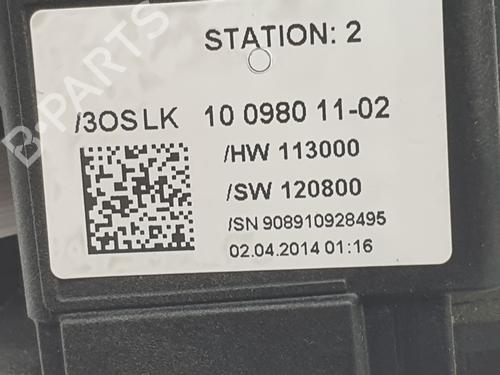 STATION: 2
/3OSLK 10 0980 11-02
/HW 113000
/SW 120800
/SN 908910928495
02.04.2014 01:16
B-PARTS